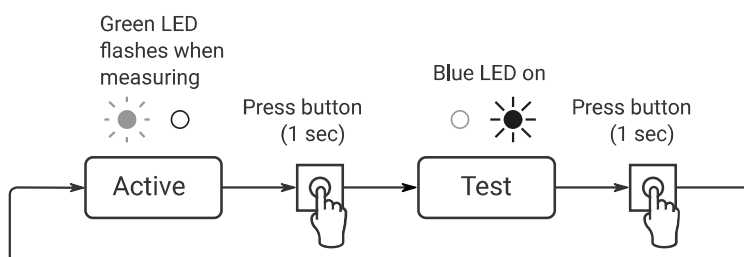 Green LED
flashes when
measuring
Blue LED on
Press button
(1 sec)
Press button
(1 sec)
Active
Test